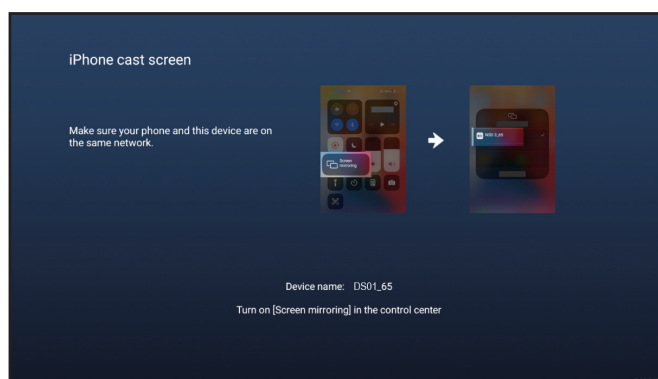 iPhone cast screen
Make sure your phone and this device are on
the same network.
Screen
mirroring
Device name: DS01_65
Turn on [Screen mirroring] in the control center